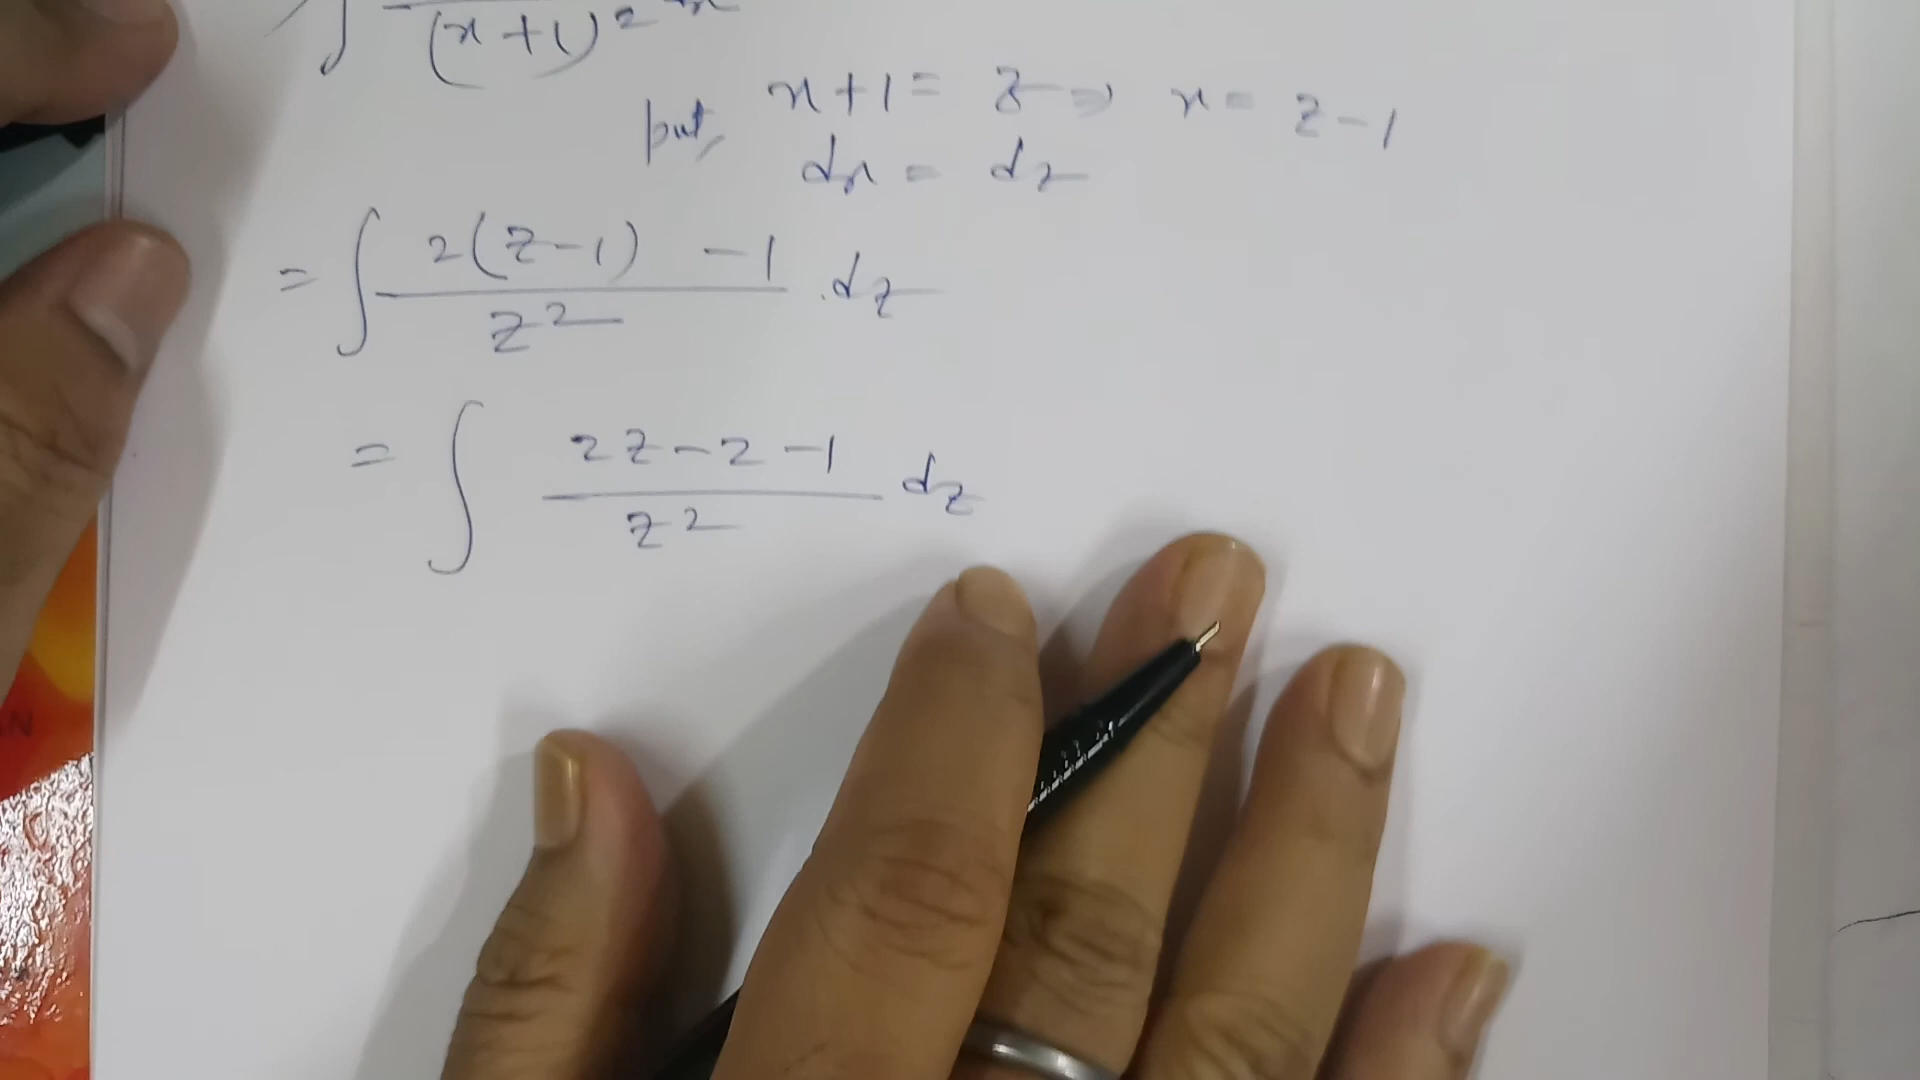 ∫ (x+1)²
put, x+1 = z ⇒ x = z-1
dx = dz
= ∫ 2(z-1) -1 / z² .dz
= ∫ 2z-2-1 / z² dz